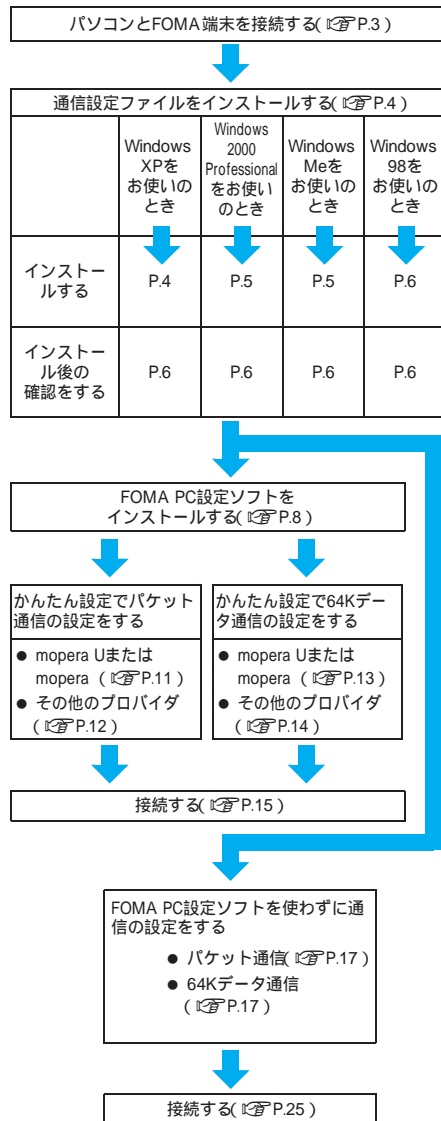 パソコンとFOMA端末を接続する(☞P.3)
通信設定ファイルをインストールする(☞P.4)
Windows
XPを
お使いの
とき
Windows
2000
Professional
をお使い
のとき
Windows
Meを
お使いの
とき
Windows
98を
お使いの
とき
インストー
ルする
P.4
P.5
P.5
P.6
インストー
ル後の
確認をする
P.6
P.6
P.6
P.6
FOMA PC設定ソフトを
インストールする(☞P.8)
かんたん設定でパケット
通信の設定をする
● mopera Uまたは
mopera(☞P.11)
● その他のプロバイダ
(☞P.12)
かんたん設定で64Kデー
タ通信の設定をする
● mopera Uまたは
mopera(☞P.13)
● その他のプロバイダ
(☞P.14)
接続する(☞P.15)
FOMA PC設定ソフトを使わずに通
信の設定をする
● パケット通信(☞P.17)
● 64Kデータ通信
(☞P.17)
接続する(☞P.25)